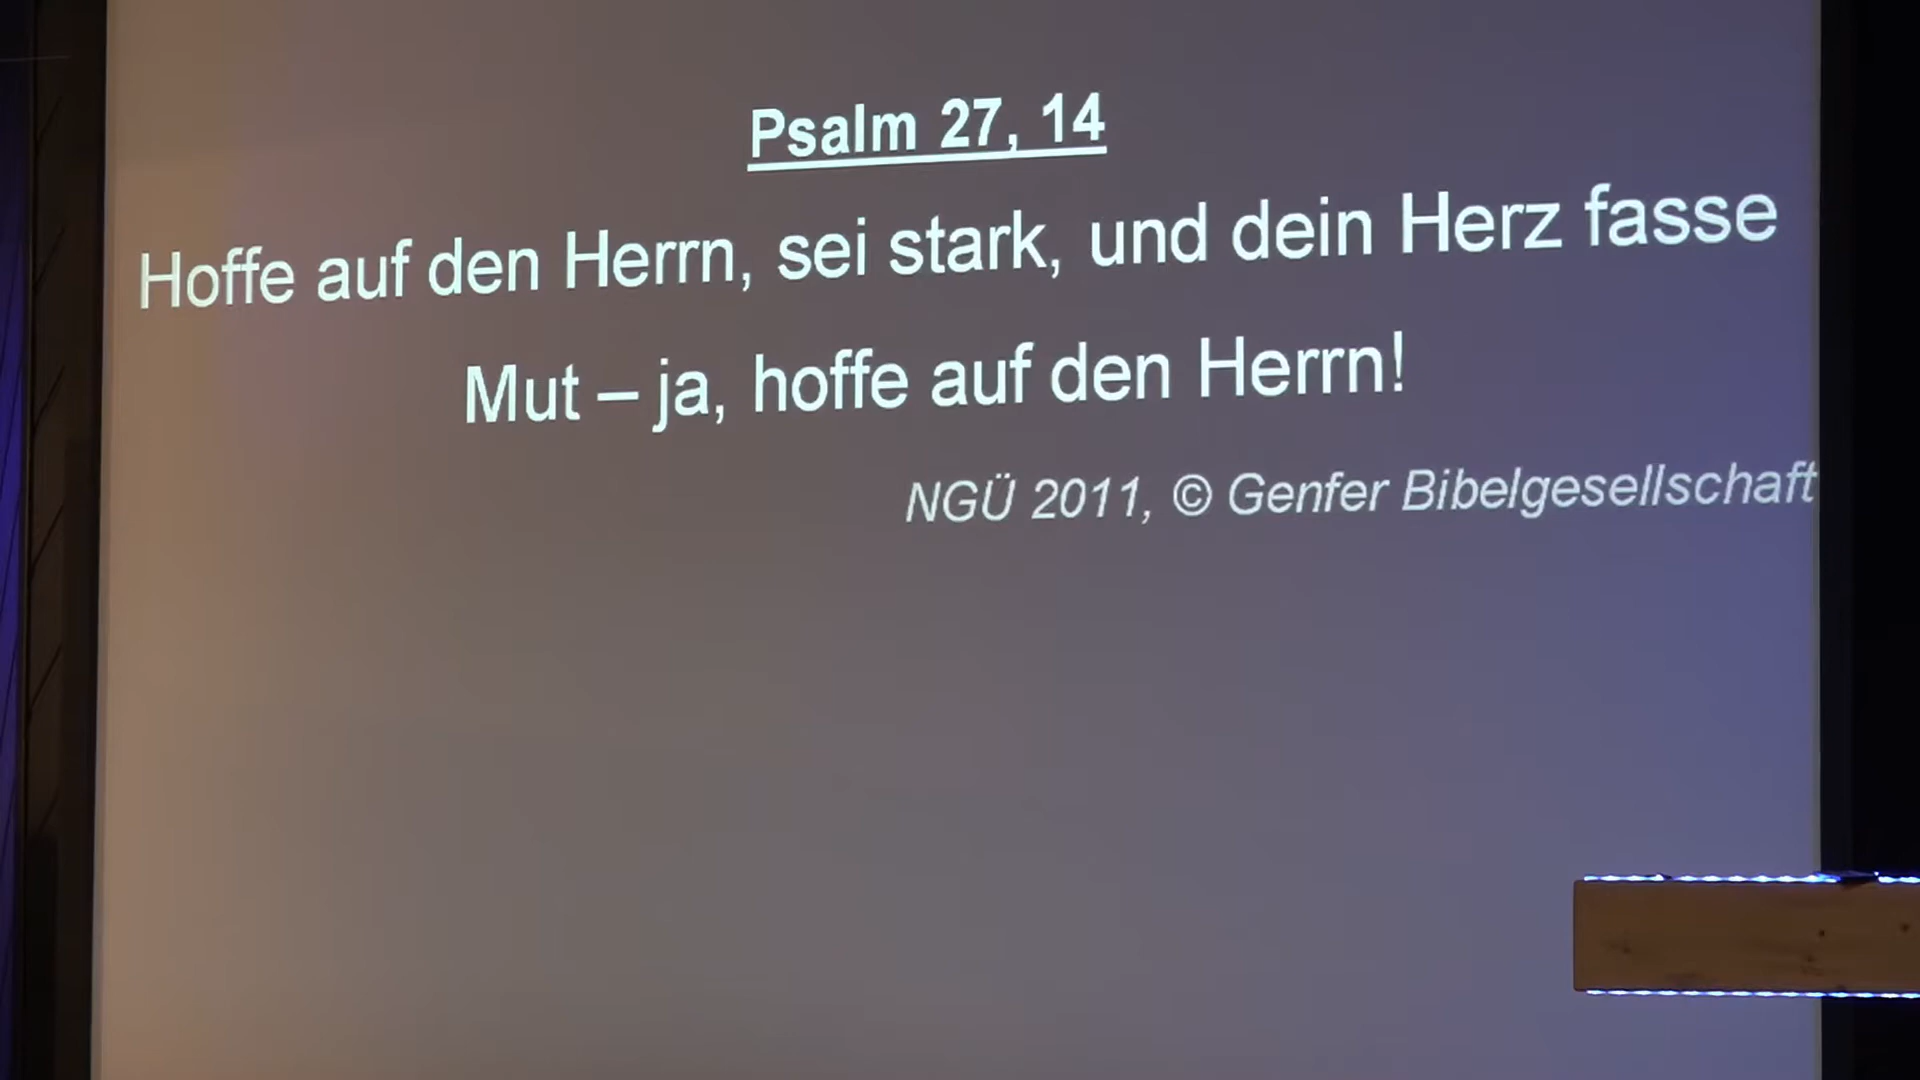 Psalm 27, 14
Hoffe auf den Herrn, sei stark, und dein Herz fasse
Mut – ja, hoffe auf den Herrn!
NGÜ 2011, © Genfer Bibelgesellschaft